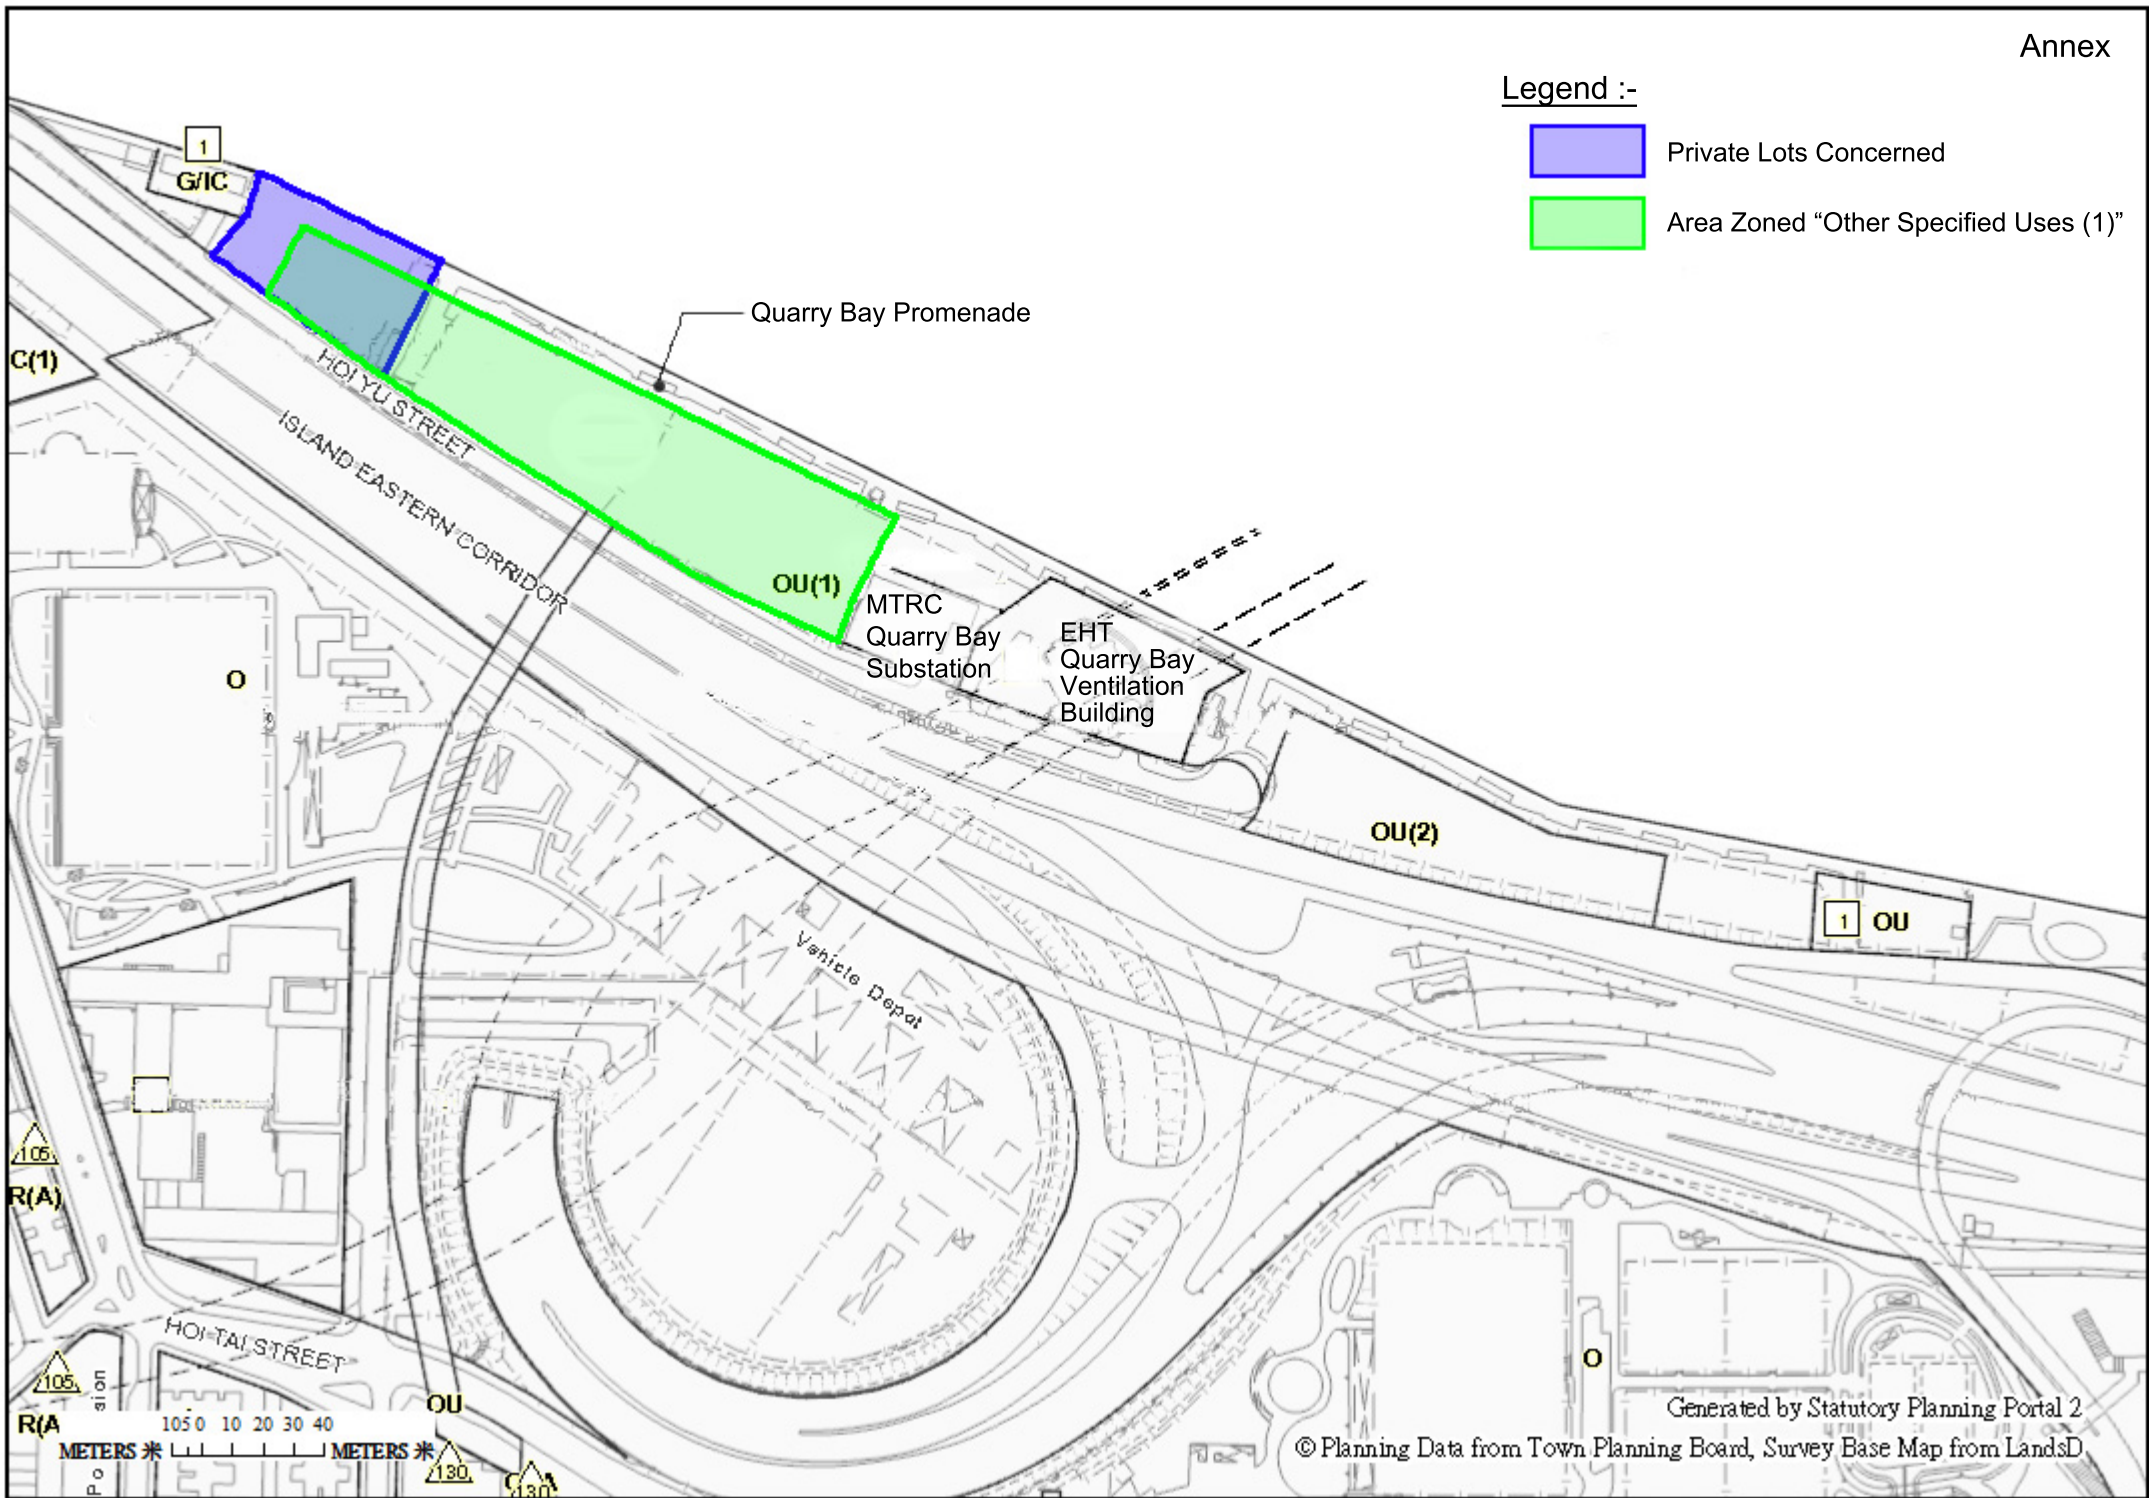 Annex
Legend :-
Private Lots Concerned
Area Zoned “Other Specified Uses (1)”
1
G/IC
Quarry Bay Promenade
C(1)
HOI YU STREET
ISLAND EASTERN CORRIDOR
OU(1)
MTRC
Quarry Bay
Substation
EHT
Quarry Bay
Ventilation
Building
O
OU(2)
1 OU
Vehicle Depot
105
R(A)
HOI TAI STREET
105
R(A
OU
O
105 0 10 20 30 40
METERS 米 METERS 米
130
130
Generated by Statutory Planning Portal 2
© Planning Data from Town Planning Board, Survey Base Map from LandsD